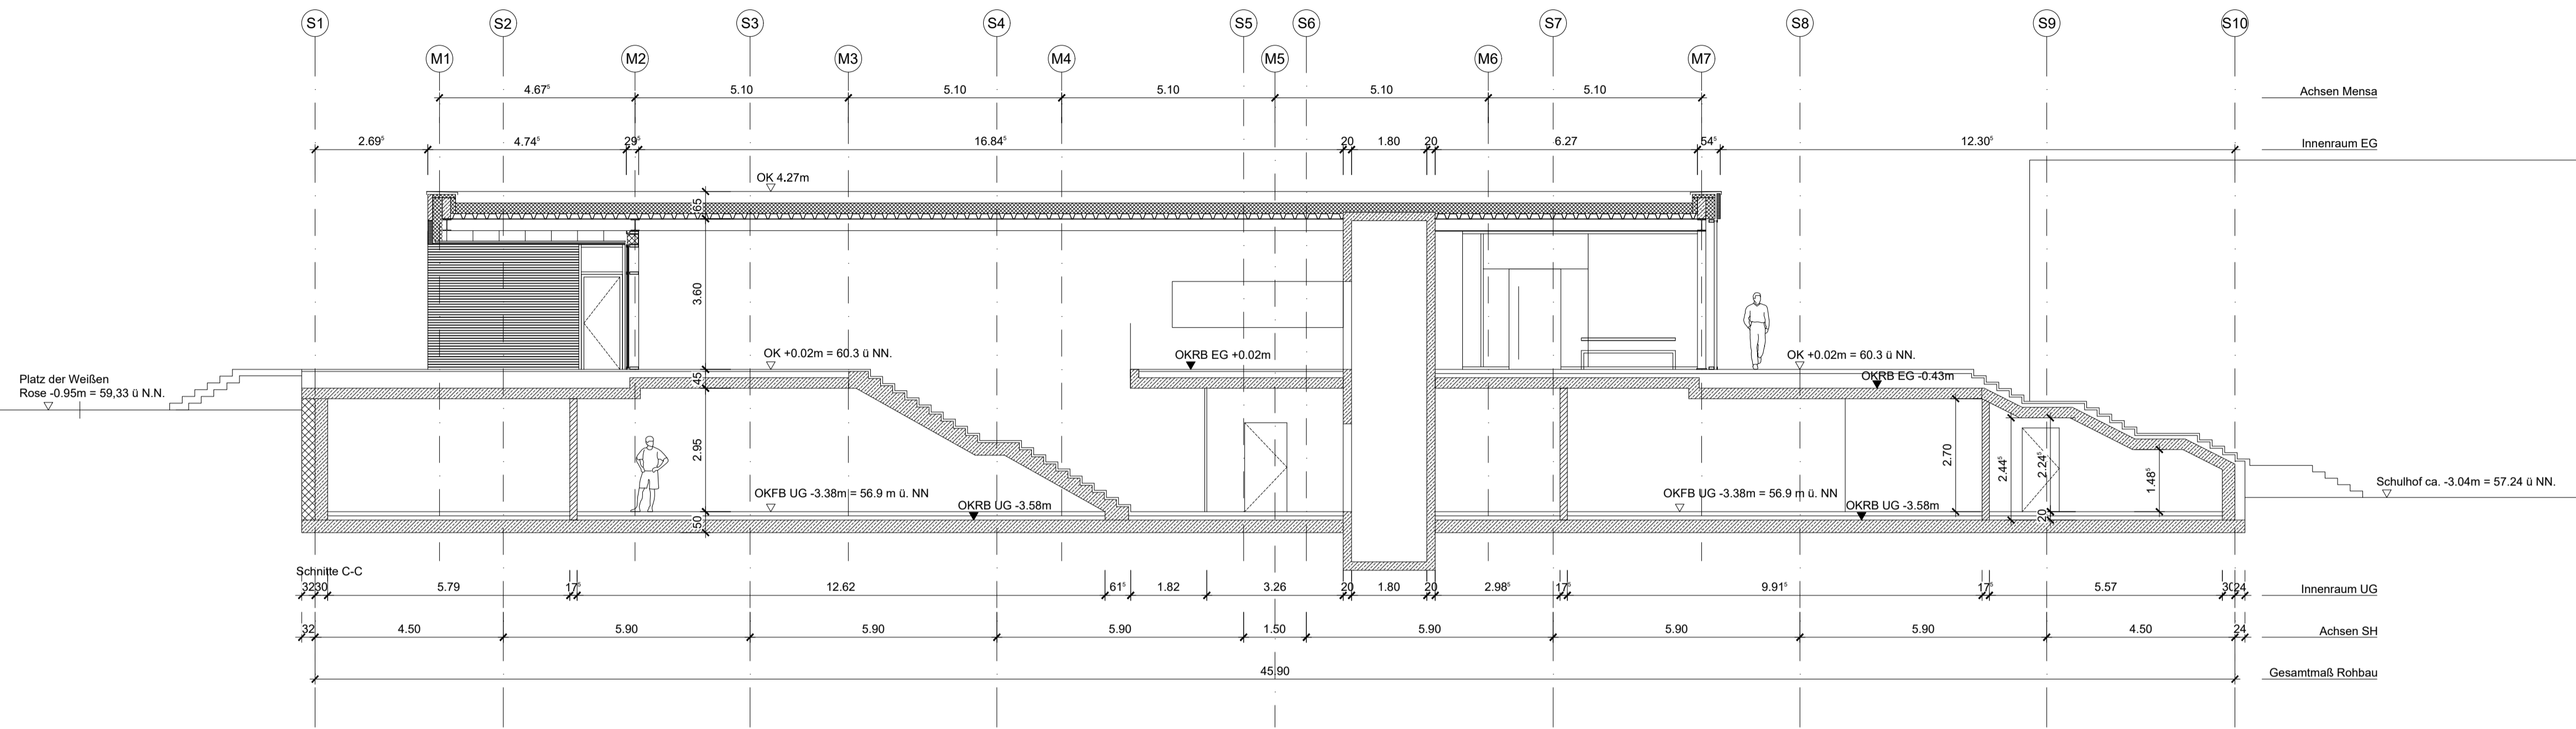 S1 S2 S3 S4 S5 S6 S7 S8 S9 S10
M1 M2 M3 M4 M5 M6 M7
4.67⁵ 5.10 5.10 5.10 5.10 5.10 Achsen Mensa
2.69⁵ 4.74⁵ 29⁵ 16.84⁵ 20 1.80 20 6.27 54⁵ 12.30⁵ Innenraum EG
OK 4.27m
65
3.60
OK +0.02m = 60.3 ü NN.
OKRB EG +0.02m
OK +0.02m = 60.3 ü NN.
45
OKRB EG -0.43m
Platz der Weißen
Rose -0.95m = 59,33 ü N.N.
2.95
2.70
2.44⁵
2.24⁵
1.48⁵
OKFB UG -3.38m = 56.9 m ü. NN
OKFB UG -3.38m = 56.9 m ü. NN
Schulhof ca. -3.04m = 57.24 ü NN.
OKRB UG -3.58m
OKRB UG -3.58m
50
20
Schnitte C-C
32 30 5.79 17⁵ 12.62 61⁵ 1.82 3.26 20 1.80 20 2.98⁵ 17⁵ 9.91⁵ 17⁵ 5.57 30 24 Innenraum UG
32 4.50 5.90 5.90 5.90 1.50 5.90 5.90 5.90 4.50 24 Achsen SH
45.90 Gesamtmaß Rohbau